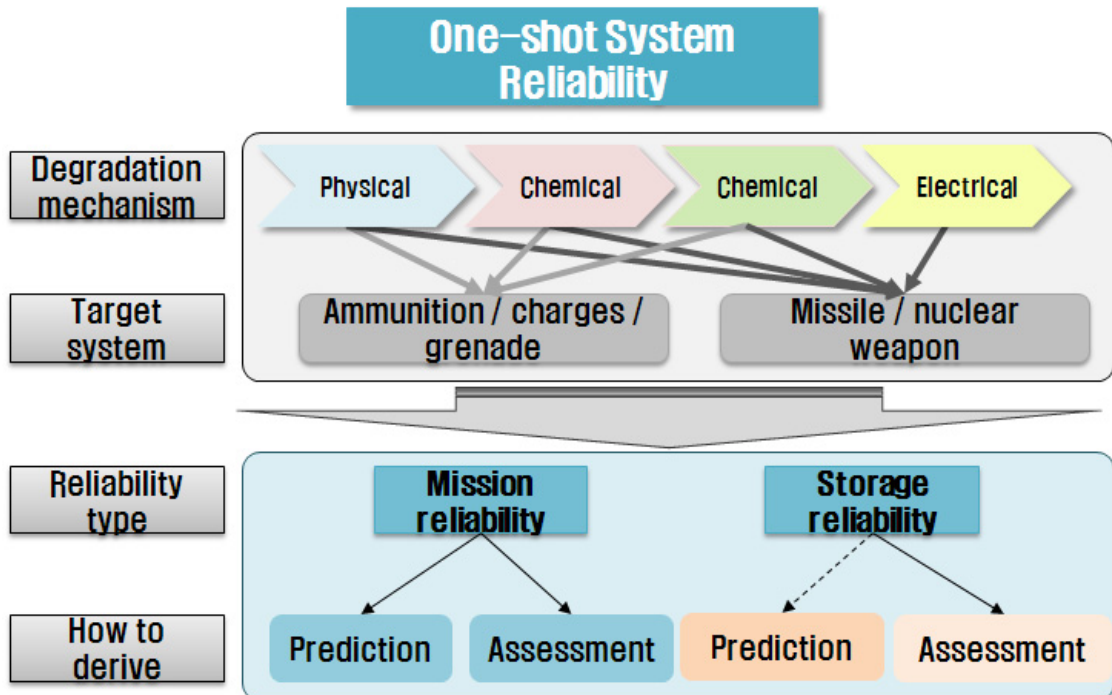 One-shot System
Reliability
Degradation
mechanism
Physical
Chemical
Chemical
Electrical
Target
system
Ammunition / charges /
grenade
Missile / nuclear
weapon
Reliability
type
Mission
reliability
Storage
reliability
How to
derive
Prediction
Assessment
Prediction
Assessment